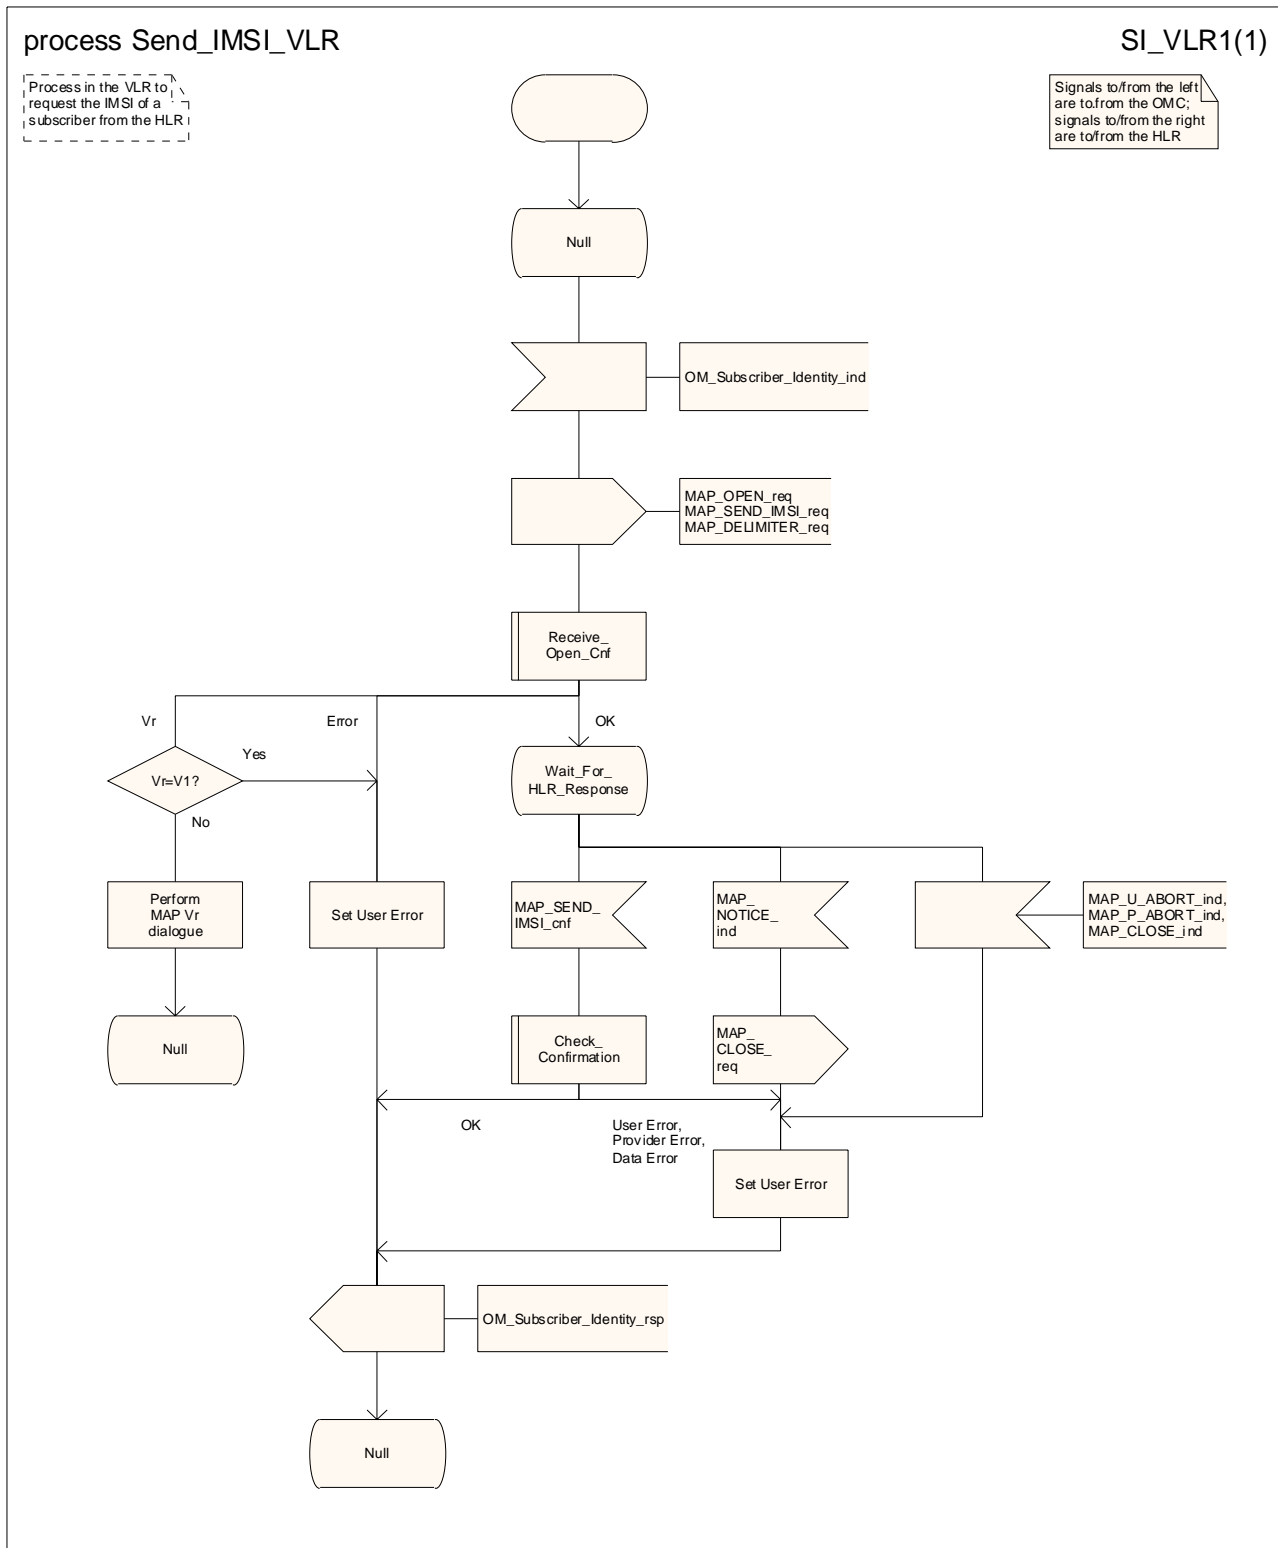 process Send_IMSI_VLR
SI_VLR1(1)
Process in the VLR to
request the IMSI of a
subscriber from the HLR
Signals to/from the left
are to.from the OMC;
signals to/from the right
are to/from the HLR
Null
OM_Subscriber_Identity_ind
MAP_OPEN_req
MAP_SEND_IMSI_req
MAP_DELIMITER_req
Receive_
Open_Cnf
Vr
Error
OK
Yes
Vr=V1?
Wait_For_
HLR_Response
No
Perform
MAP Vr
dialogue
Set User Error
MAP_SEND_
IMSI_cnf
MAP_
NOTICE_
ind
MAP_U_ABORT_ind,
MAP_P_ABORT_ind,
MAP_CLOSE_ind
Null
Check_
Confirmation
MAP_
CLOSE_
req
OK
User Error,
Provider Error,
Data Error
Set User Error
OM_Subscriber_Identity_rsp
Null